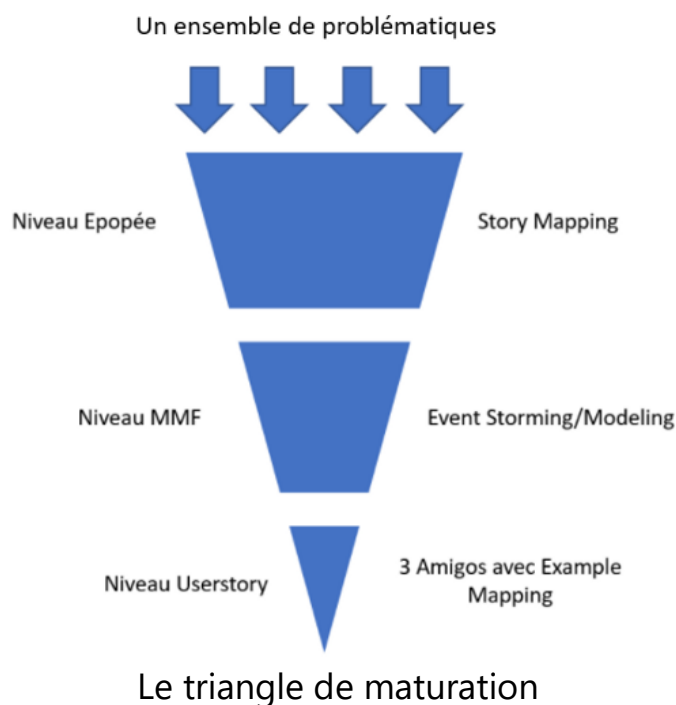 Un ensemble de problématiques
Niveau Epopée
Story Mapping
Niveau MMF
Event Storming/Modeling
Niveau Userstory
3 Amigos avec Example
Mapping
Le triangle de maturation